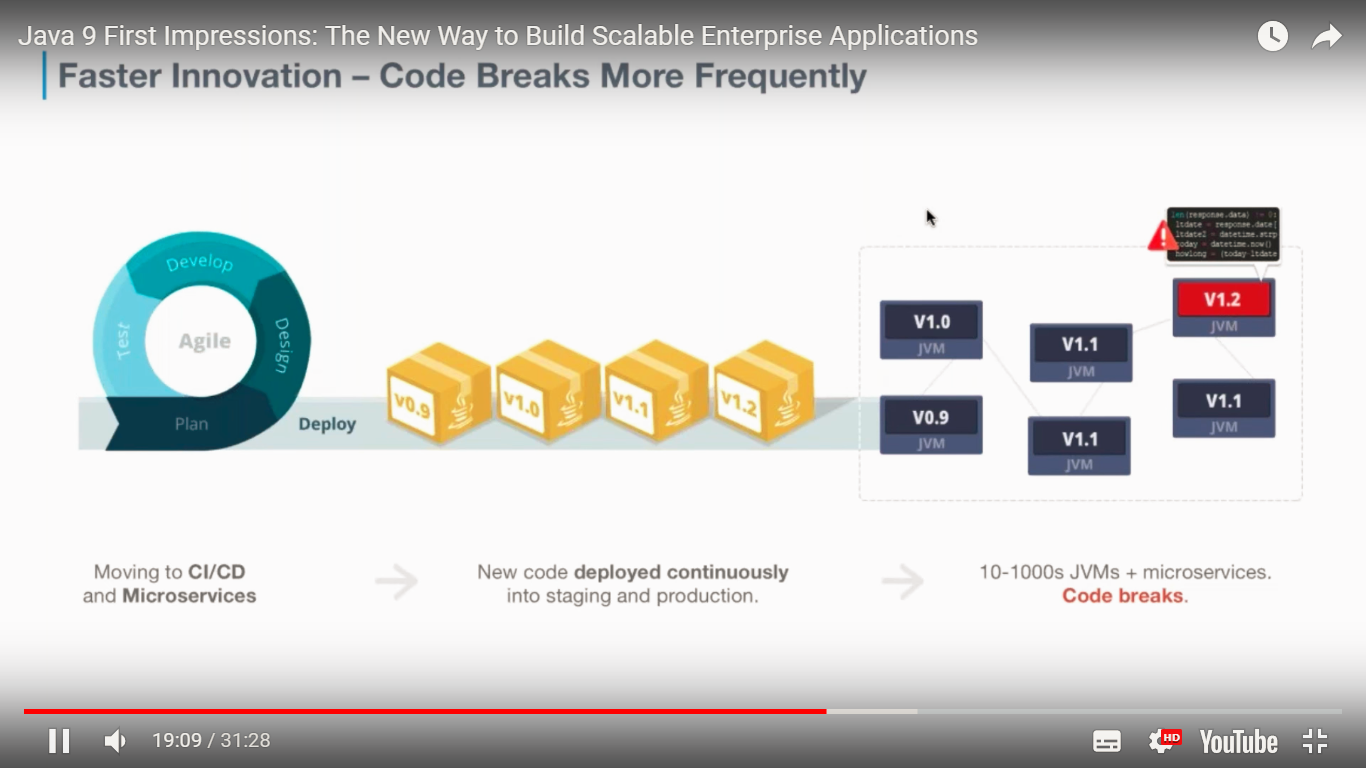 Java 9 First Impressions: The New Way to Build Scalable Enterprise Applications
Faster Innovation – Code Breaks More Frequently
len(response.data) != 0:
ltdate = response.date[
ltdate2 = datetime.strp
today = datetime.now()
howlong = (today-ltdate
Develop
Test
Agile
Design
Plan
Deploy
V0.9
V1.0
V1.1
V1.2
V1.0
JVM
V0.9
JVM
V1.1
JVM
V1.1
JVM
V1.2
JVM
V1.1
JVM
Moving to CI/CD
and Microservices
New code deployed continuously
into staging and production.
10-1000s JVMs + microservices.
Code breaks.
19:09 / 31:28
HD
YouTube